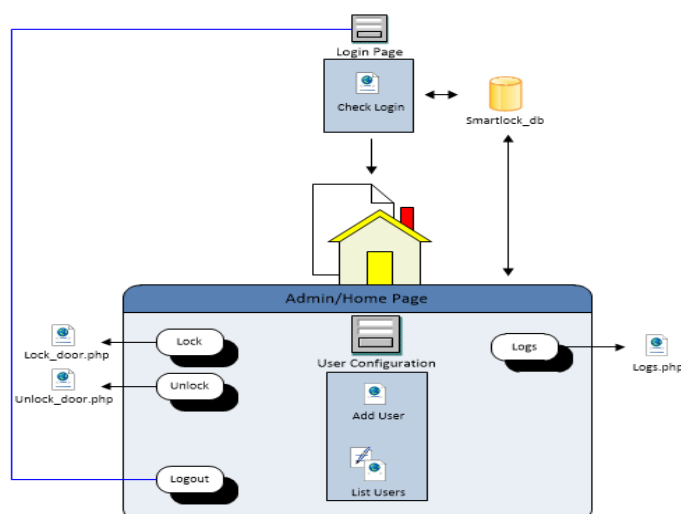 Login Page
Check Login
Smartlock_db
Admin/Home Page
Lock
Lock_door.php
User Configuration
Logs
Logs.php
Unlock
Unlock_door.php
Add User
Logout
List Users